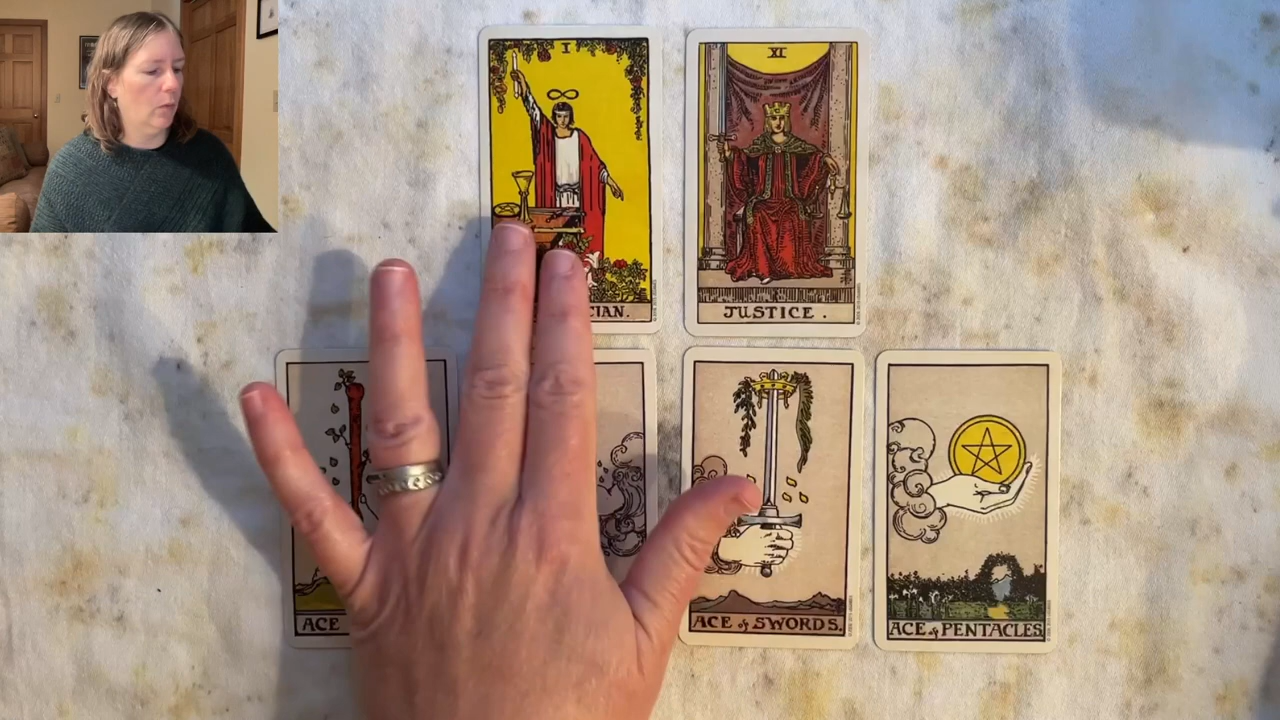 I
XI
CIAN.
JUSTICE.
ACE
ACE of SWORDS.
ACE of PENTACLES